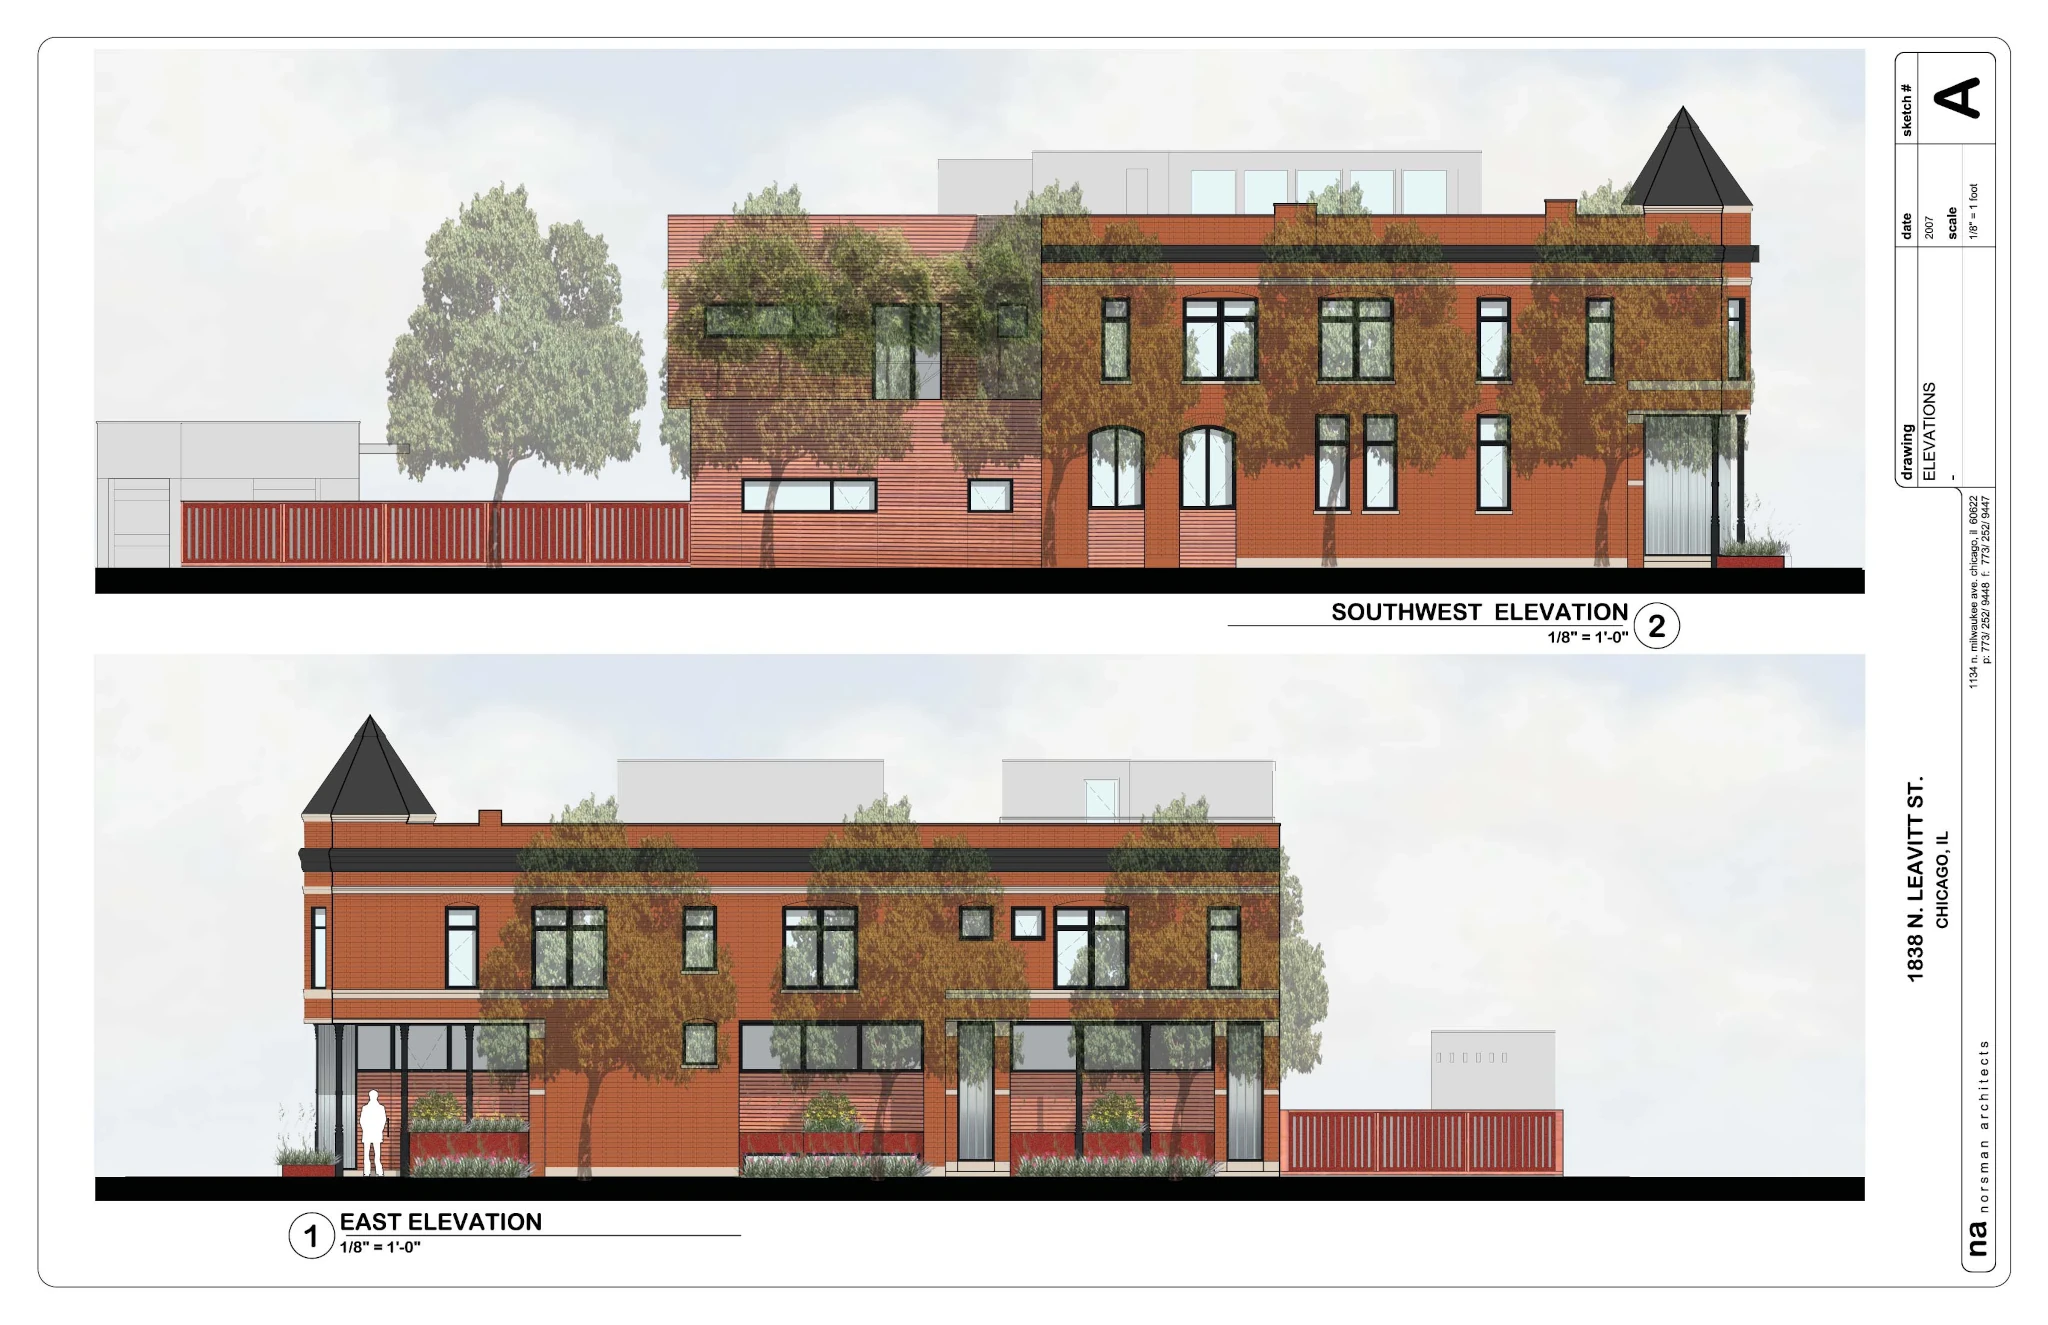 SOUTHWEST ELEVATION
1/8" = 1'-0"
2
1
EAST ELEVATION
1/8" = 1'-0"
sketch #
A
date
2007
scale
1/8" = 1 foot
drawing
ELEVATIONS
-
1134 n. milwaukee ave. chicago, il 60622
p: 773/ 252/ 9448 f: 773/ 252/ 9447
1838 N. LEAVITT ST.
CHICAGO, IL
na norsman architects